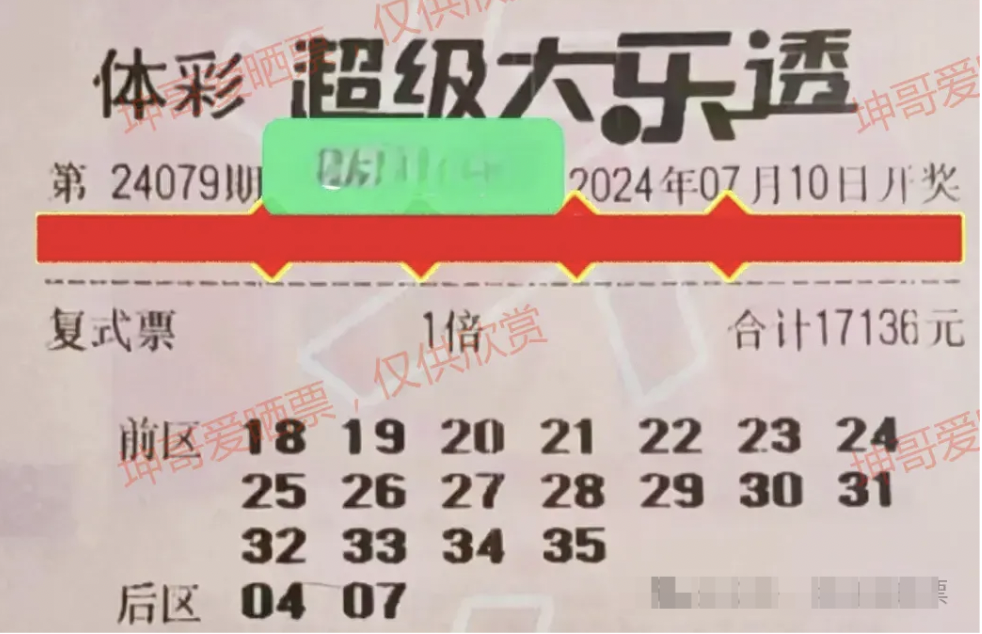 体彩 超级大乐透
第 24079期 2024年07月10日开奖
复式票 1倍 合计17136元
前区 18 19 20 21 22 23 24
25 26 27 28 29 30 31
32 33 34 35
后区 04 07
坤哥爱晒票，仅供欣赏